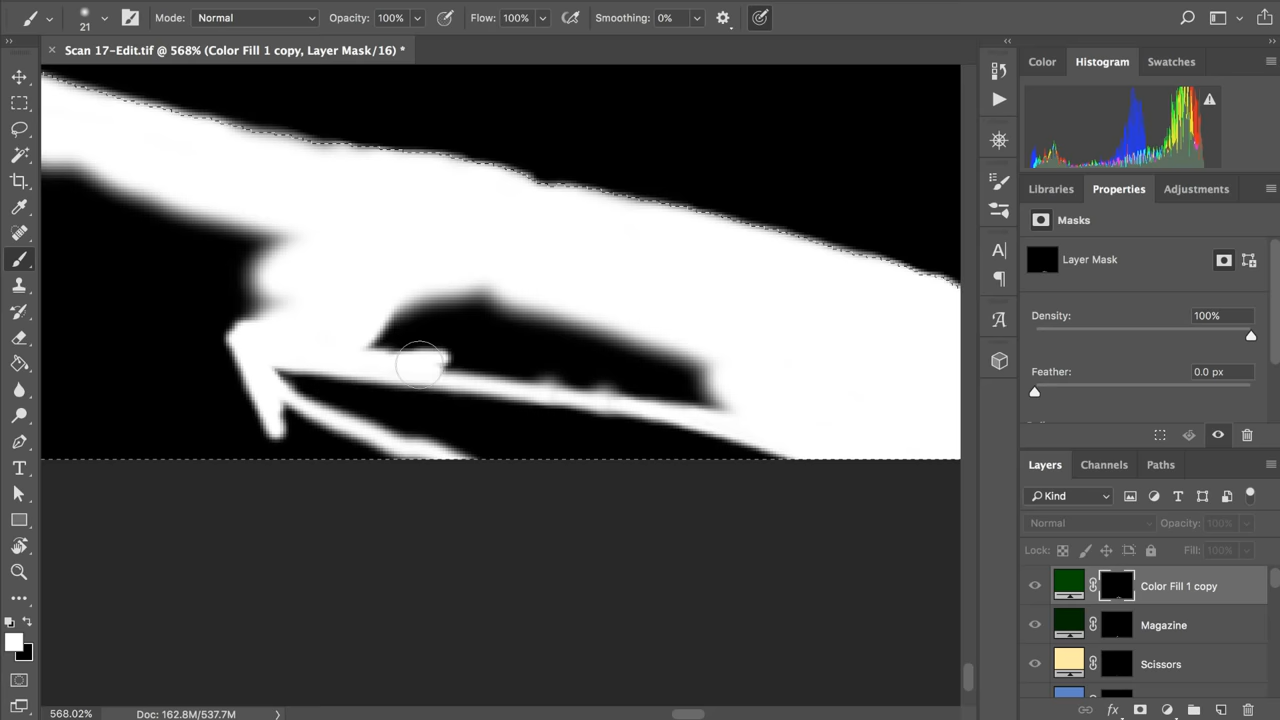 21
Mode: Normal
Opacity: 100%
Flow: 100%
Smoothing: 0%
Scan 17-Edit.tif @ 568% (Color Fill 1 copy, Layer Mask/16) *
Color
Histogram
Swatches
Libraries
Properties
Adjustments
Masks
Layer Mask
Density: 100%
Feather: 0.0 px
Layers
Channels
Paths
Kind
Normal
Opacity: 100%
Lock:
Fill: 100%
Color Fill 1 copy
Magazine
Scissors
568.02%
Doc: 162.8M/537.7M